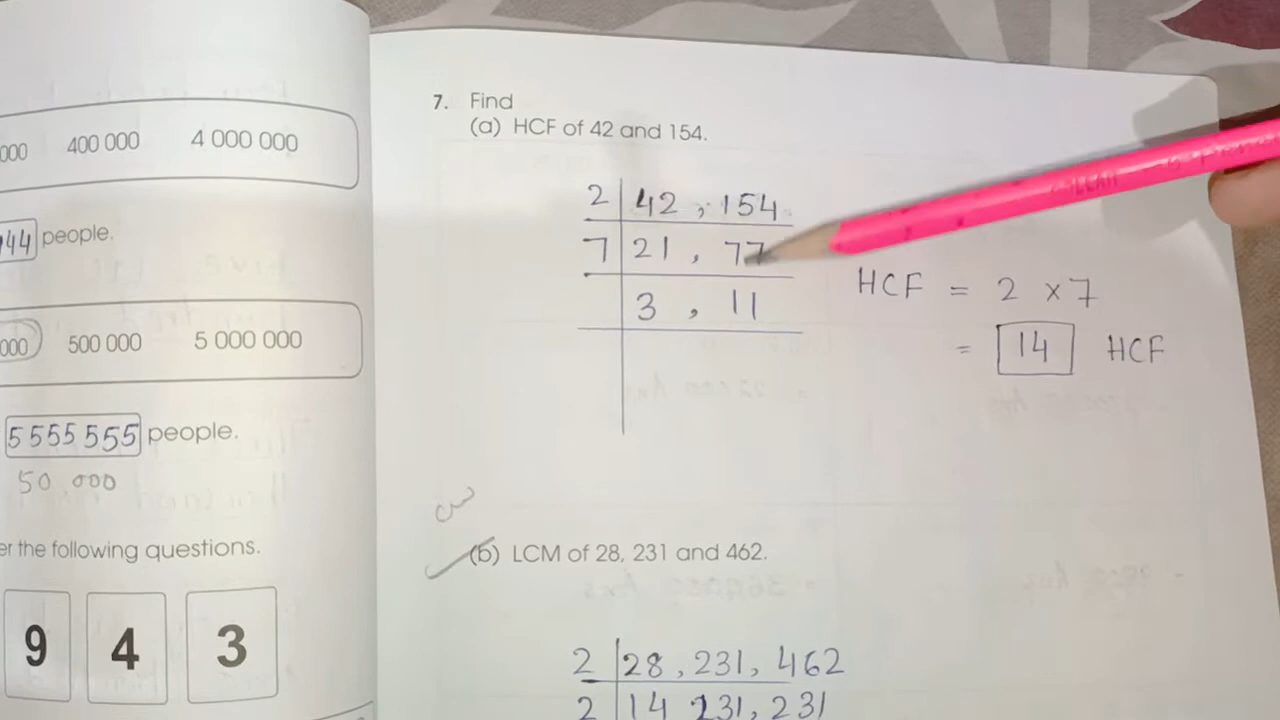 000 400 000 4 000 000
144 people.
000 500 000 5 000 000
5 555 555 people.
50 000
er the following questions.
9 4 3
7. Find
(a) HCF of 42 and 154.
2 42 , 154
7 21 , 77
3 , 11
HCF = 2 × 7
= 14 HCF
CW
(b) LCM of 28, 231 and 462.
2 28 , 231 , 462
2 14 231 , 231